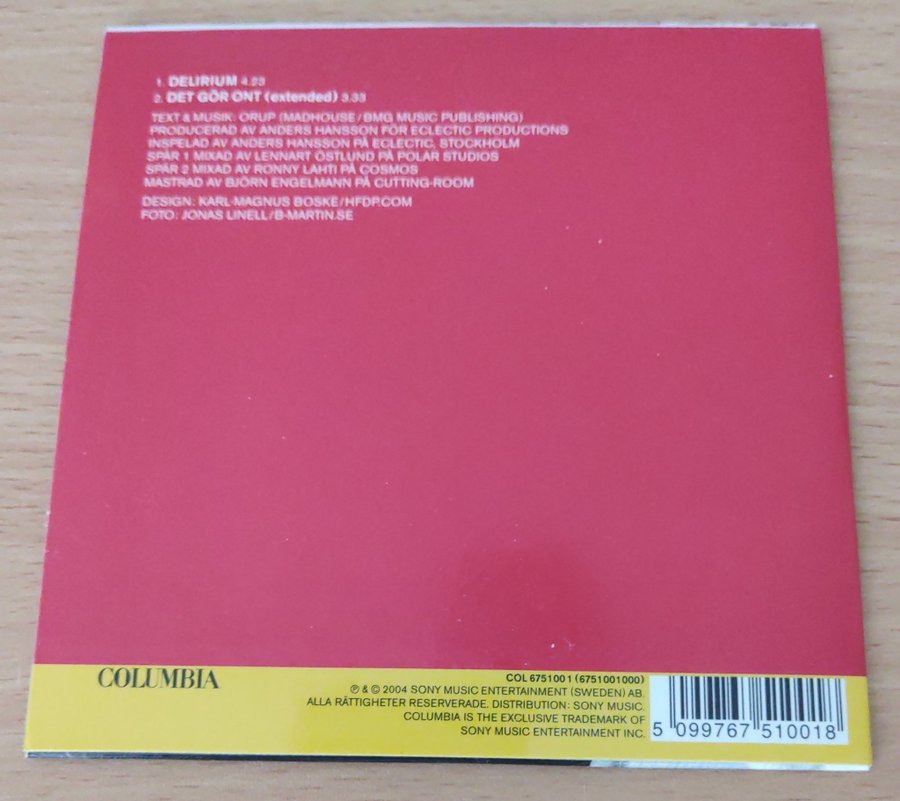 1. DELIRIUM 4.23
2. DET GÖR ONT (extended) 3.33
TEXT & MUSIK: ORUP (MADHOUSE/BMG MUSIC PUBLISHING)
PRODUCERAD AV ANDERS HANSSON FÖR ECLECTIC PRODUCTIONS
INSPELAD AV ANDERS HANSSON PÅ ECLECTIC, STOCKHOLM
SPÅR 1 MIXAD AV LENNART ÖSTLUND PÅ POLAR STUDIOS
SPÅR 2 MIXAD AV RONNY LAHTI PÅ COSMOS
MASTRAD AV BJÖRN ENGELMANN PÅ CUTTING-ROOM
DESIGN: KARL-MAGNUS BOSKE/HFDP.COM
FOTO: JONAS LINELL/B-MARTIN.SE
COLUMBIA
COL 675100 1 (6751001000)
℗ & © 2004 SONY MUSIC ENTERTAINMENT (SWEDEN) AB.
ALLA RÄTTIGHETER RESERVERADE. DISTRIBUTION: SONY MUSIC.
COLUMBIA IS THE EXCLUSIVE TRADEMARK OF
SONY MUSIC ENTERTAINMENT INC.
5 099767 510018